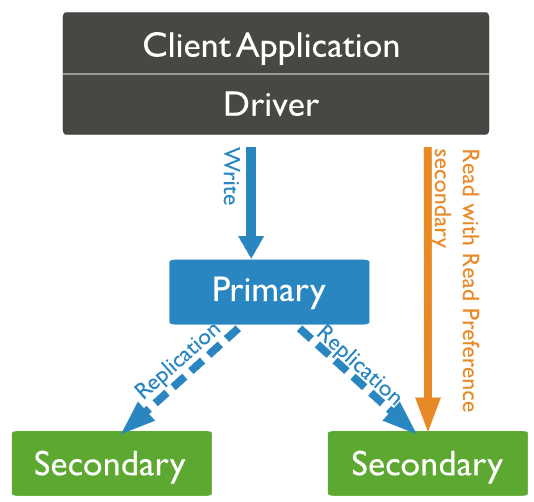 Client Application
Driver
Write
Read with Read Preference
secondary
Primary
Replication
Replication
Secondary
Secondary